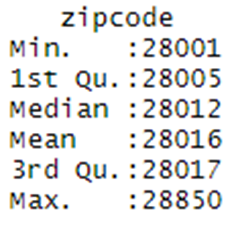 zipcode
Min.   :28001
1st Qu.:28005
Median :28012
Mean   :28016
3rd Qu.:28017
Max.   :28850